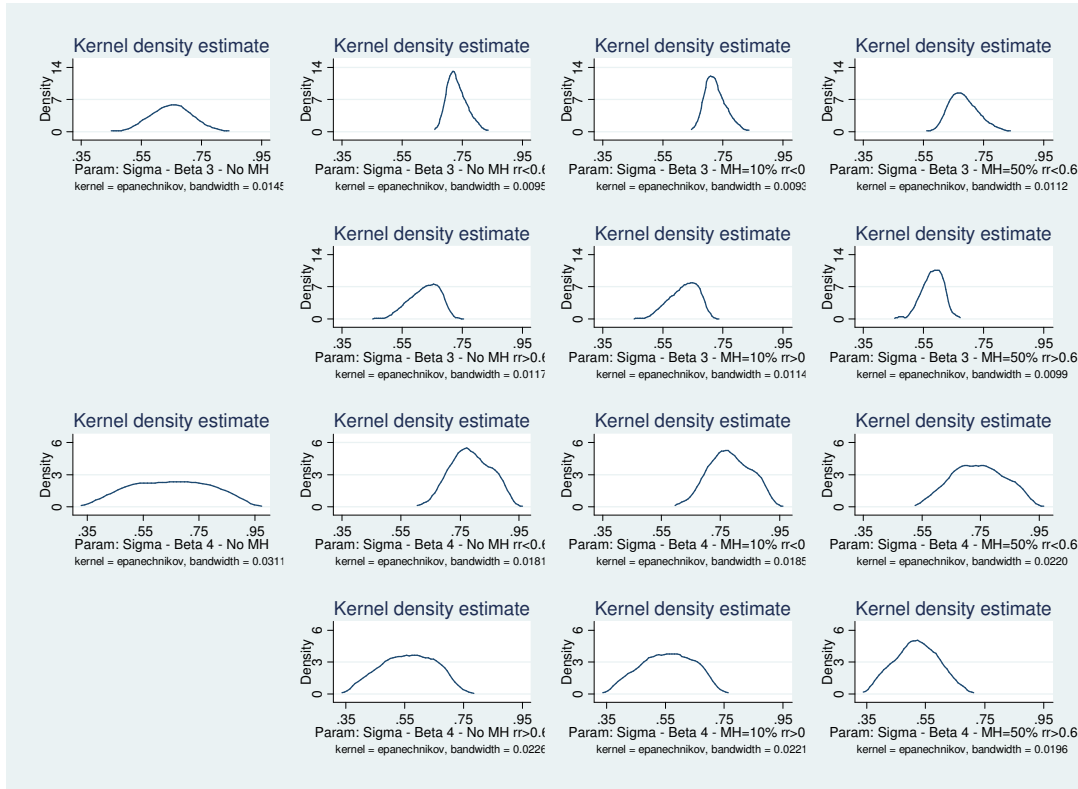 Kernel density estimate
Density
14
7
0
.35 .55 .75 .95
Param: Sigma - Beta 3 - No MH
kernel = epanechnikov, bandwidth = 0.0145
Kernel density estimate
Density
14
7
0
.35 .55 .75 .95
Param: Sigma - Beta 3 - No MH rr<0.6
kernel = epanechnikov, bandwidth = 0.0095
Kernel density estimate
Density
14
7
0
.35 .55 .75 .95
Param: Sigma - Beta 3 - MH=10% rr<0
kernel = epanechnikov, bandwidth = 0.0093
Kernel density estimate
Density
14
7
0
.35 .55 .75 .95
Param: Sigma - Beta 3 - MH=50% rr<0.6
kernel = epanechnikov, bandwidth = 0.0112
Kernel density estimate
Density
14
7
0
.35 .55 .75 .95
Param: Sigma - Beta 3 - No MH rr>0.6
kernel = epanechnikov, bandwidth = 0.0117
Kernel density estimate
Density
14
7
0
.35 .55 .75 .95
Param: Sigma - Beta 3 - MH=10% rr>0
kernel = epanechnikov, bandwidth = 0.0114
Kernel density estimate
Density
14
7
0
.35 .55 .75 .95
Param: Sigma - Beta 3 - MH=50% rr>0.6
kernel = epanechnikov, bandwidth = 0.0099
Kernel density estimate
Density
6
3
0
.35 .55 .75 .95
Param: Sigma - Beta 4 - No MH
kernel = epanechnikov, bandwidth = 0.0311
Kernel density estimate
Density
6
3
0
.35 .55 .75 .95
Param: Sigma - Beta 4 - No MH rr<0.6
kernel = epanechnikov, bandwidth = 0.0181
Kernel density estimate
Density
6
3
0
.35 .55 .75 .95
Param: Sigma - Beta 4 - MH=10% rr<0
kernel = epanechnikov, bandwidth = 0.0185
Kernel density estimate
Density
6
3
0
.35 .55 .75 .95
Param: Sigma - Beta 4 - MH=50% rr<0.6
kernel = epanechnikov, bandwidth = 0.0220
Kernel density estimate
Density
6
3
0
.35 .55 .75 .95
Param: Sigma - Beta 4 - No MH rr>0.6
kernel = epanechnikov, bandwidth = 0.0226
Kernel density estimate
Density
6
3
0
.35 .55 .75 .95
Param: Sigma - Beta 4 - MH=10% rr>0
kernel = epanechnikov, bandwidth = 0.0221
Kernel density estimate
Density
6
3
0
.35 .55 .75 .95
Param: Sigma - Beta 4 - MH=50% rr>0.6
kernel = epanechnikov, bandwidth = 0.0196